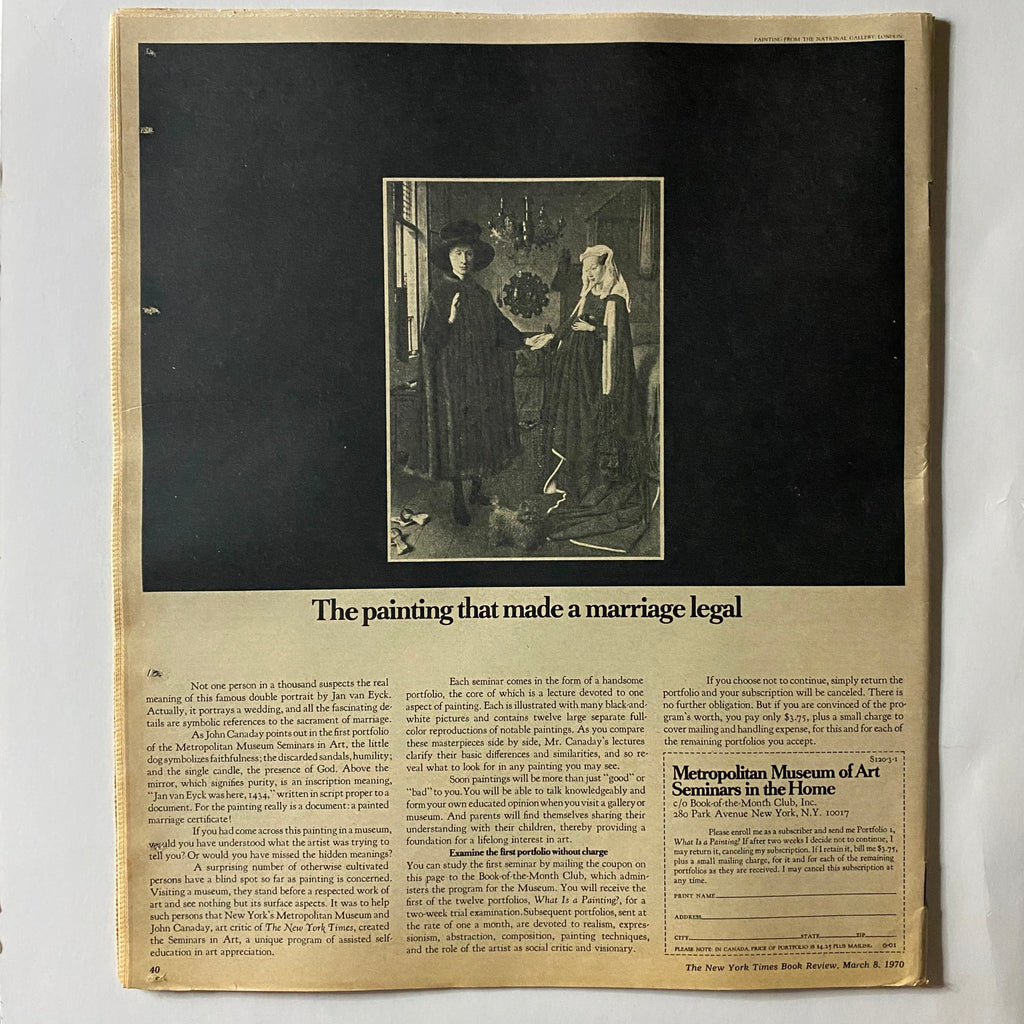 PAINTING FROM THE NATIONAL GALLERY, LONDON
The painting that made a marriage legal
Not one person in a thousand suspects the real
meaning of this famous double portrait by Jan van Eyck.
Actually, it portrays a wedding, and all the fascinating de-
tails are symbolic references to the sacrament of marriage.
As John Canaday points out in the first portfolio
of the Metropolitan Museum Seminars in Art, the little
dog symbolizes faithfulness; the discarded sandals, humility;
and the single candle, the presence of God. Above the
mirror, which signifies purity, is an inscription meaning,
"Jan van Eyck was here, 1434," written in script proper to a
document. For the painting really is a document: a painted
marriage certificate!
If you had come across this painting in a museum,
would you have understood what the artist was trying to
tell you? Or would you have missed the hidden meanings?
A surprising number of otherwise cultivated
persons have a blind spot so far as painting is concerned.
Visiting a museum, they stand before a respected work of
art and see nothing but its surface aspects. It was to help
such persons that New York's Metropolitan Museum and
John Canaday, art critic of The New York Times, created
the Seminars in Art, a unique program of assisted self-
education in art appreciation.
Each seminar comes in the form of a handsome
portfolio, the core of which is a lecture devoted to one
aspect of painting. Each is illustrated with many black-and-
white pictures and contains twelve large separate full-
color reproductions of notable paintings. As you compare
these masterpieces side by side, Mr. Canaday's lectures
clarify their basic differences and similarities, and so re-
veal what to look for in any painting you may see.
Soon paintings will be more than just "good" or
"bad" to you. You will be able to talk knowledgeably and
form your own educated opinion when you visit a gallery or
museum. And parents will find themselves sharing their
understanding with their children, thereby providing a
foundation for a lifelong interest in art.
Examine the first portfolio without charge
You can study the first seminar by mailing the coupon on
this page to the Book-of-the-Month Club, which admin-
isters the program for the Museum. You will receive the
first of the twelve portfolios, What Is a Painting?, for a
two-week trial examination. Subsequent portfolios, sent at
the rate of one a month, are devoted to realism, expres-
sionism, abstraction, composition, painting techniques,
and the role of the artist as social critic and visionary.
If you choose not to continue, simply return the
portfolio and your subscription will be canceled. There is
no further obligation. But if you are convinced of the pro-
gram's worth, you pay only $3.75, plus a small charge to
cover mailing and handling expense, for this and for each of
the remaining portfolios you accept.
S120-3-1
Metropolitan Museum of Art
Seminars in the Home
c/o Book-of-the-Month Club, Inc.
280 Park Avenue New York, N.Y. 10017
Please enroll me as a subscriber and send me Portfolio 1,
What Is a Painting? If after two weeks I decide not to continue, I
may return it, canceling my subscription. If I retain it, bill me $3.75,
plus a small mailing charge, for it and for each of the remaining
portfolios as they are received. I may cancel this subscription at
any time.
PRINT NAME
ADDRESS
CITY STATE ZIP
PLEASE NOTE: IN CANADA, PRICE OF PORTFOLIO IS $4.25 PLUS MAILING. 0-01
40
The New York Times Book Review, March 8, 1970